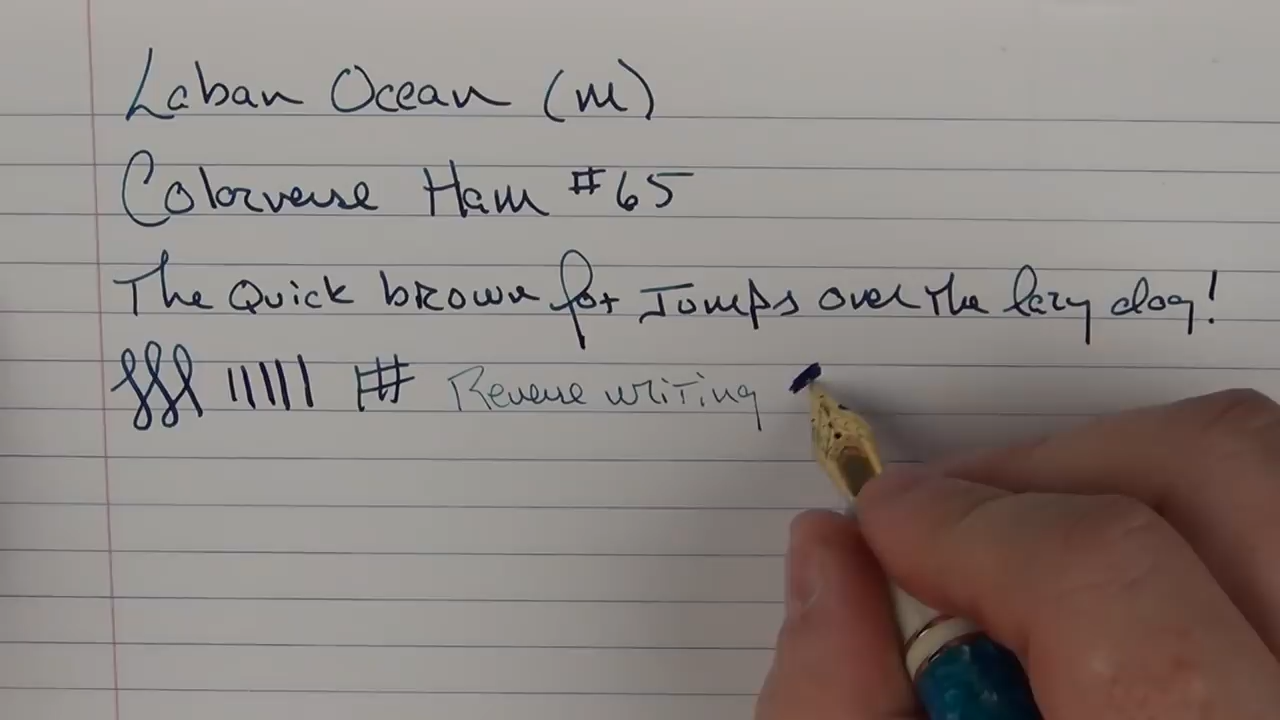 Laban Ocean (m)
Colorverse Ham #65
The Quick brown fox Jumps over the lazy dog!
# Reverse writing